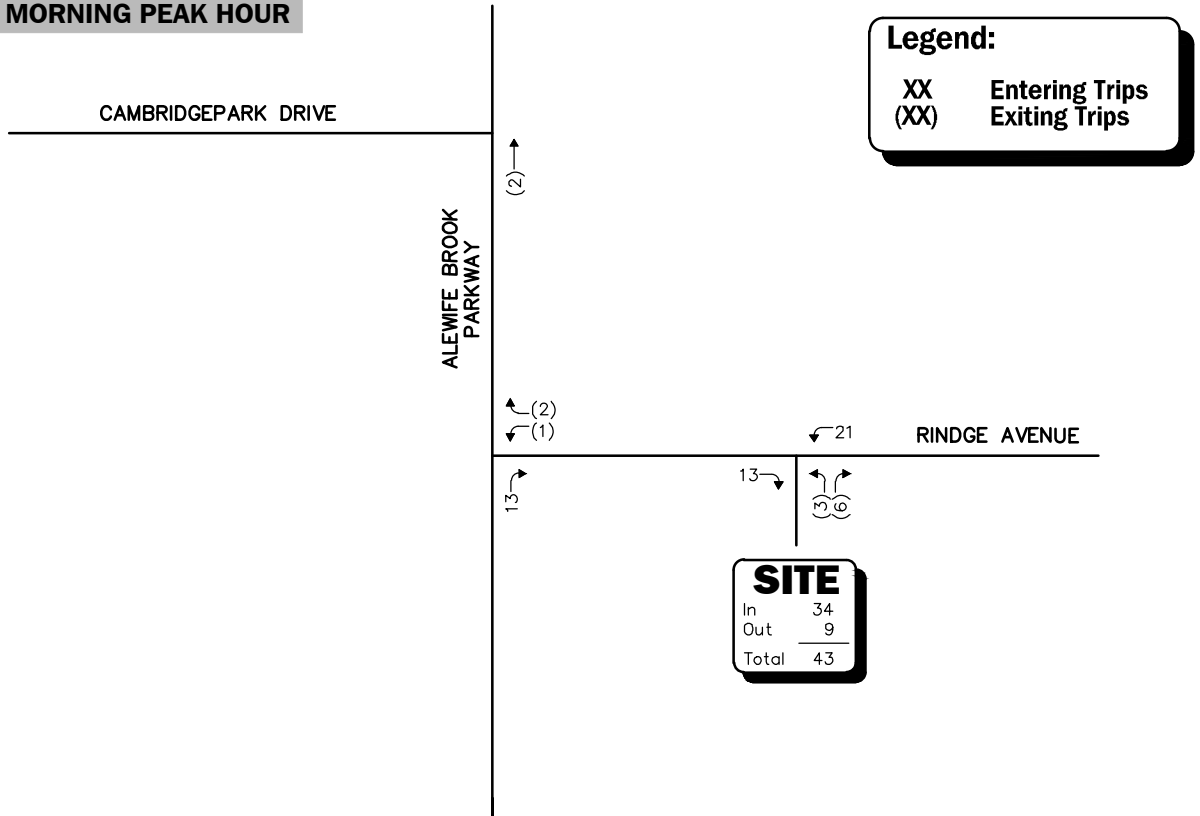 MORNING PEAK HOUR
Legend:
XX Entering Trips
(XX) Exiting Trips
CAMBRIDGEPARK DRIVE
(2)
ALEWIFE BROOK
PARKWAY
(2)
(1)
21
RINDGE AVENUE
13
13
(3)
(6)
SITE
In 34
Out 9
Total 43